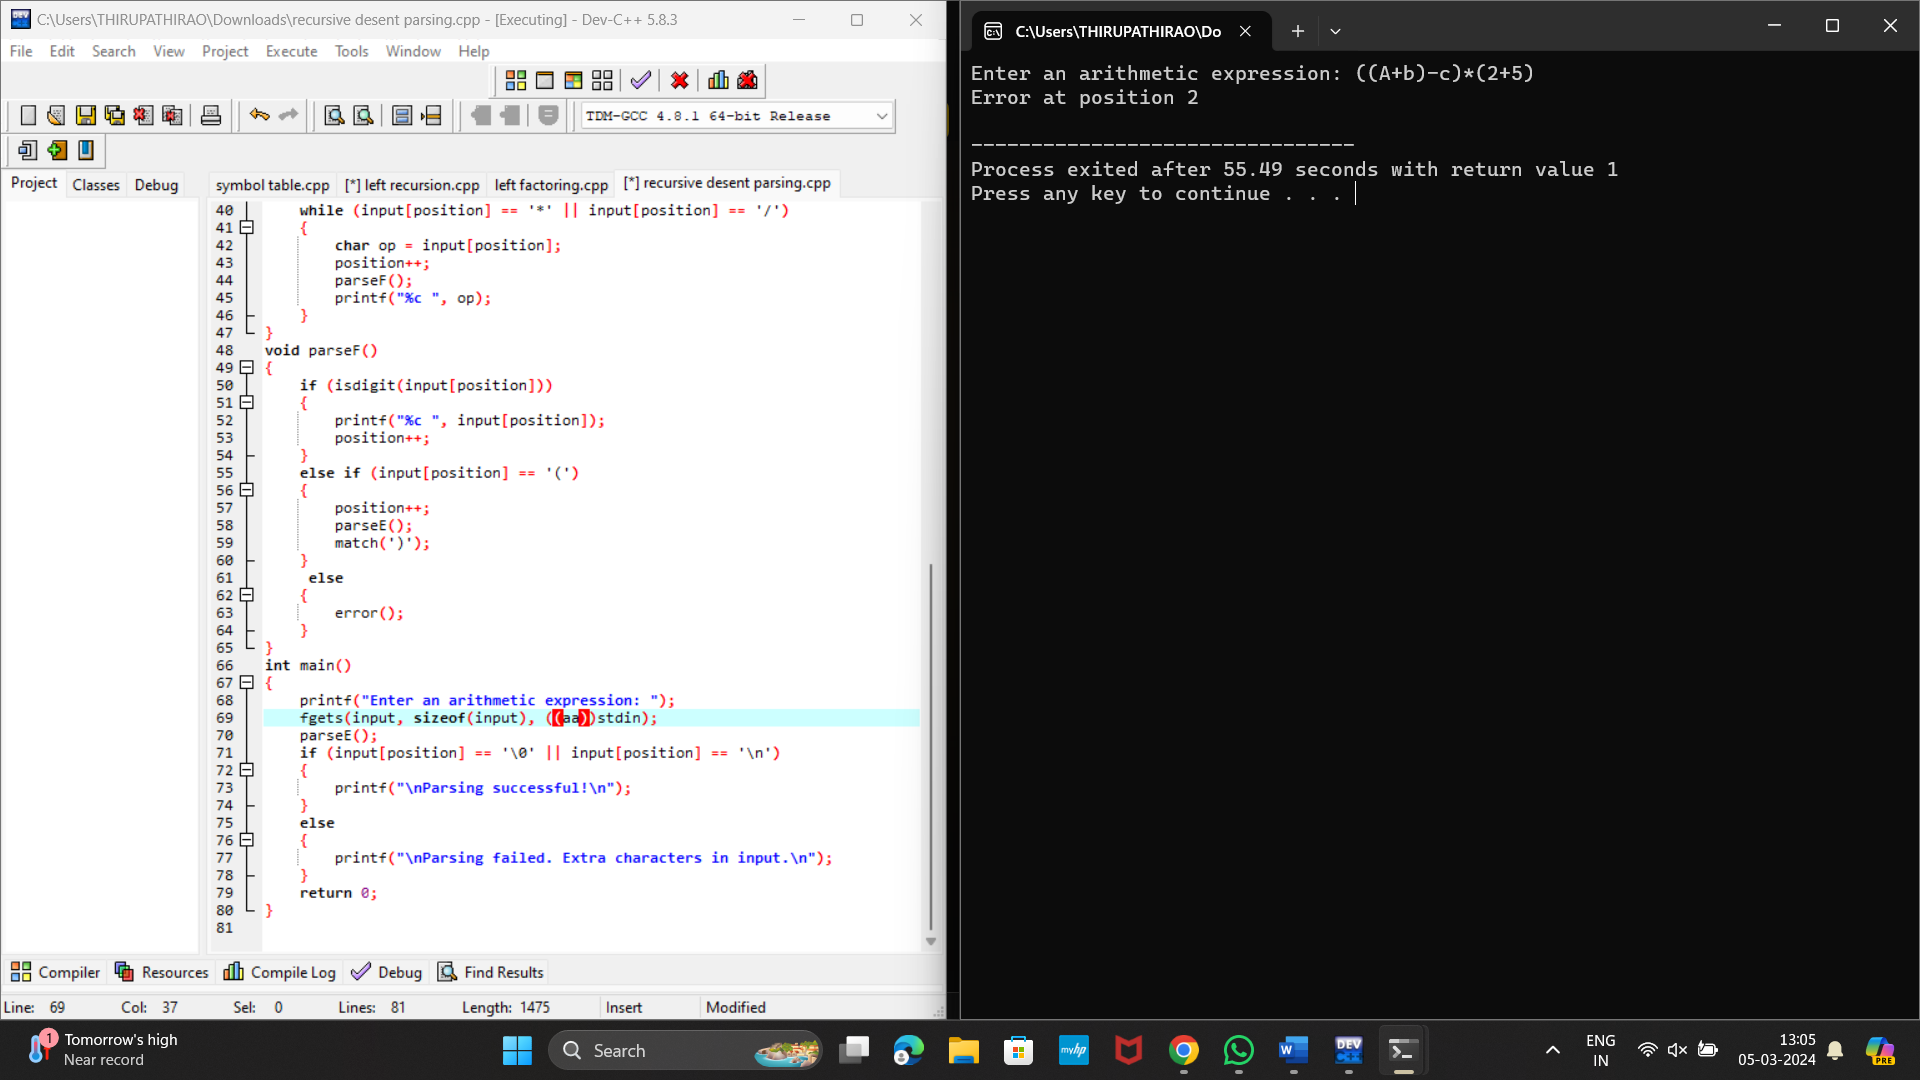 C:\Users\THIRUPATHIRAO\Downloads\recursive desent parsing.cpp - [Executing] - Dev-C++ 5.8.3
File Edit Search View Project Execute Tools Window Help
TDM-GCC 4.8.1 64-bit Release
Project Classes Debug
symbol table.cpp [*] left recursion.cpp left factoring.cpp [*] recursive desent parsing.cpp
40 while (input[position] == '*' || input[position] == '/')
41 {
42 char op = input[position];
43 position++;
44 parseF();
45 printf("%c ", op);
46 }
47 }
48 void parseF()
49 {
50 if (isdigit(input[position]))
51 {
52 printf("%c ", input[position]);
53 position++;
54 }
55 else if (input[position] == '(')
56 {
57 position++;
58 parseE();
59 match(')');
60 }
61 else
62 {
63 error();
64 }
65 }
66 int main()
67 {
68 printf("Enter an arithmetic expression: ");
69 fgets(input, sizeof(input), ((aa))stdin);
70 parseE();
71 if (input[position] == '\0' || input[position] == '\n')
72 {
73 printf("\nParsing successful!\n");
74 }
75 else
76 {
77 printf("\nParsing failed. Extra characters in input.\n");
78 }
79 return 0;
80 }
81
Compiler Resources Compile Log Debug Find Results
Line: 69 Col: 37 Sel: 0 Lines: 81 Length: 1475 Insert Modified
C:\Users\THIRUPATHIRAO\Do
Enter an arithmetic expression: ((A+b)-c)*(2+5)
Error at position 2
--------------------------------
Process exited after 55.49 seconds with return value 1
Press any key to continue . . .
1
Tomorrow's high
Near record
Search
myhp
DEV
C++
ENG
IN
13:05
05-03-2024
PRE